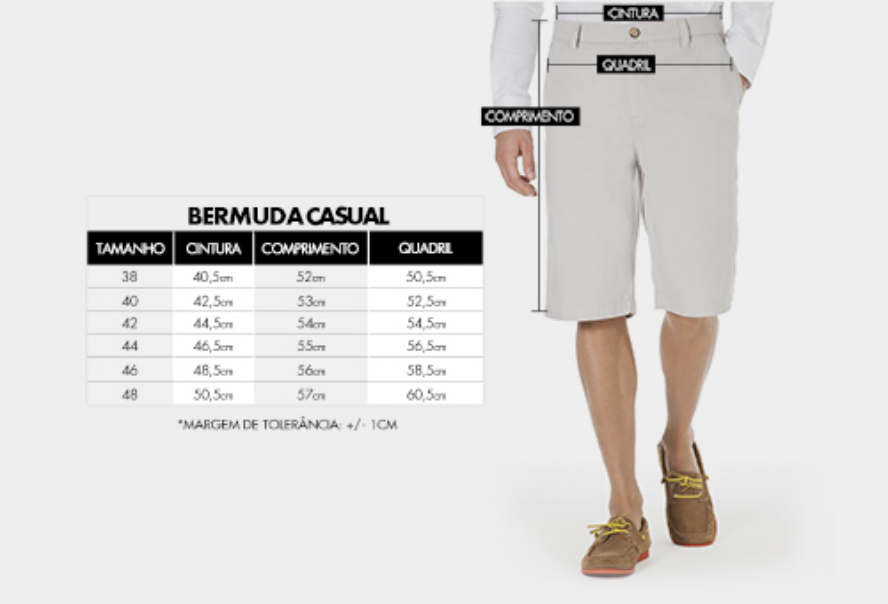 CINTURA
QUADRIL
COMPRIMENTO
BERMUDA CASUAL
TAMANHO CINTURA COMPRIMENTO QUADRIL
38 40,5cm 52cm 50,5cm
40 42,5cm 53cm 52,5cm
42 44,5cm 54cm 54,5cm
44 46,5cm 55cm 56,5cm
46 48,5cm 56cm 58,5cm
48 50,5cm 57cm 60,5cm
*MARGEM DE TOLERÂNCIA: +/- 1CM